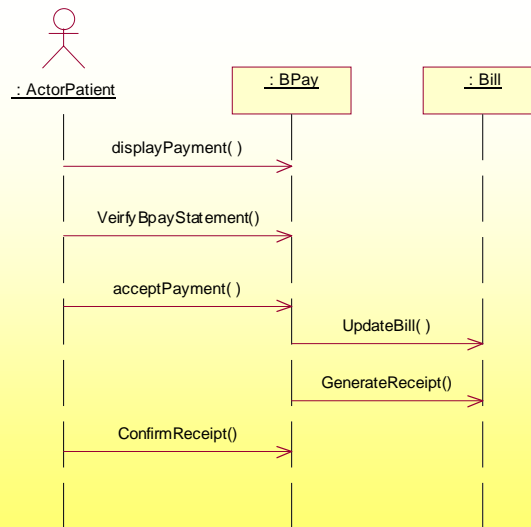 : ActorPatient
: BPay
: Bill
displayPayment( )
VeirfyBpayStatement()
acceptPayment( )
UpdateBill( )
GenerateReceipt()
ConfirmReceipt()